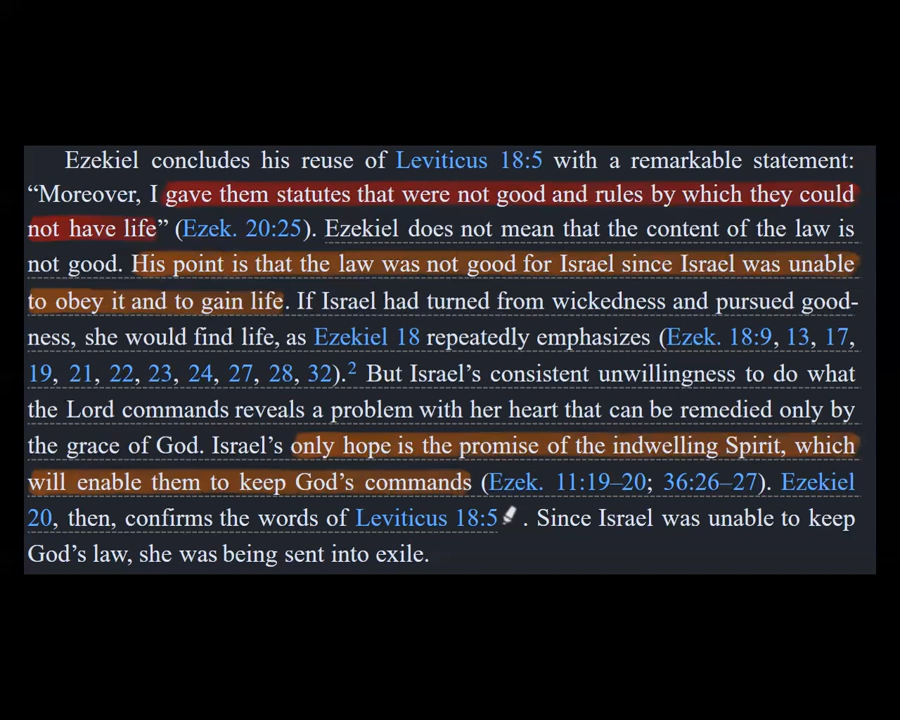 Ezekiel concludes his reuse of Leviticus 18:5 with a remarkable statement:
“Moreover, I gave them statutes that were not good and rules by which they could
not have life” (Ezek. 20:25). Ezekiel does not mean that the content of the law is
not good. His point is that the law was not good for Israel since Israel was unable
to obey it and to gain life. If Israel had turned from wickedness and pursued good-
ness, she would find life, as Ezekiel 18 repeatedly emphasizes (Ezek. 18:9, 13, 17,
19, 21, 22, 23, 24, 27, 28, 32).2 But Israel’s consistent unwillingness to do what
the Lord commands reveals a problem with her heart that can be remedied only by
the grace of God. Israel’s only hope is the promise of the indwelling Spirit, which
will enable them to keep God’s commands (Ezek. 11:19–20; 36:26–27). Ezekiel
20, then, confirms the words of Leviticus 18:5 . Since Israel was unable to keep
God’s law, she was being sent into exile.